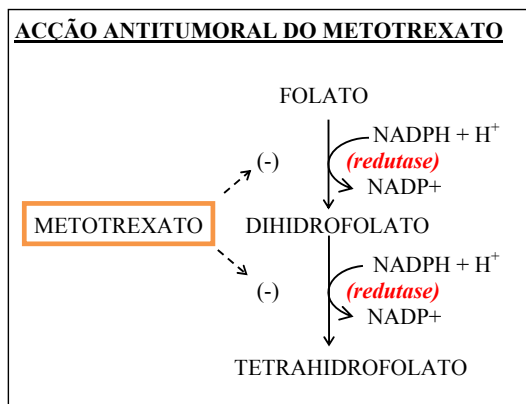 ACÇÃO ANTITUMORAL DO METOTREXATO
FOLATO
NADPH + H+
(-) (redutase)
NADP+
METOTREXATO DIHIDROFOLATO
NADPH + H+
(-) (redutase)
NADP+
TETRAHIDROFOLATO